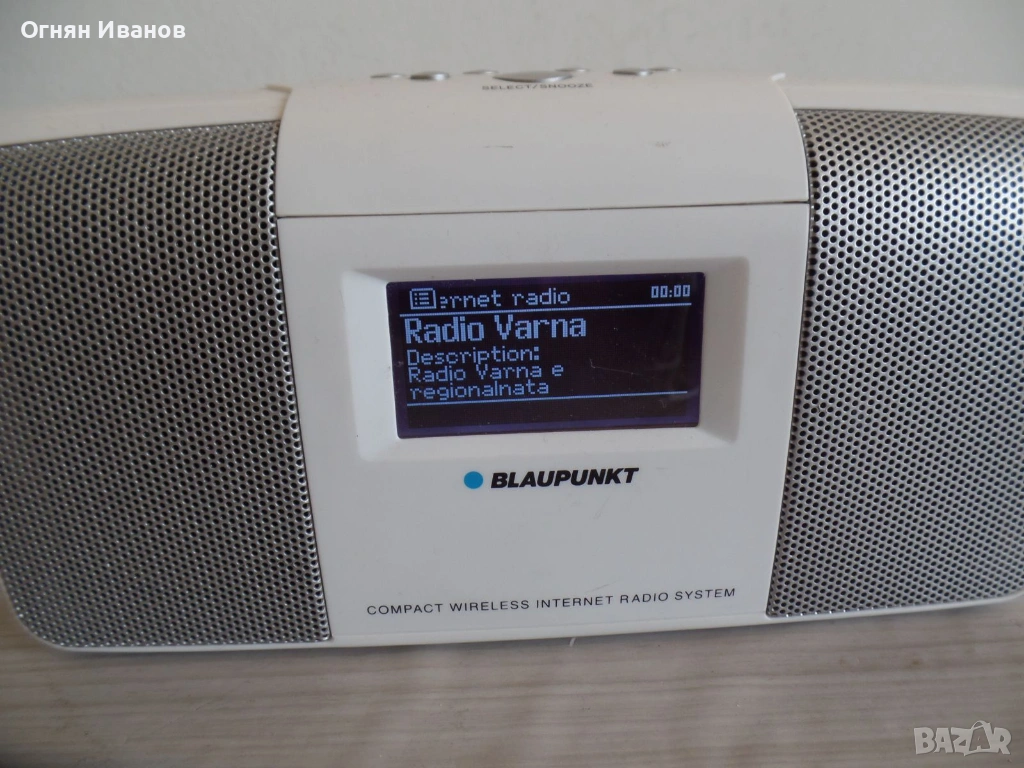 Огнян Иванов
SELECT/SNOOZE
ernet radio 00:00
Radio Varna
Description:
Radio Varna e
regionalnata
BLAUPUNKT
COMPACT WIRELESS INTERNET RADIO SYSTEM
BAZAR